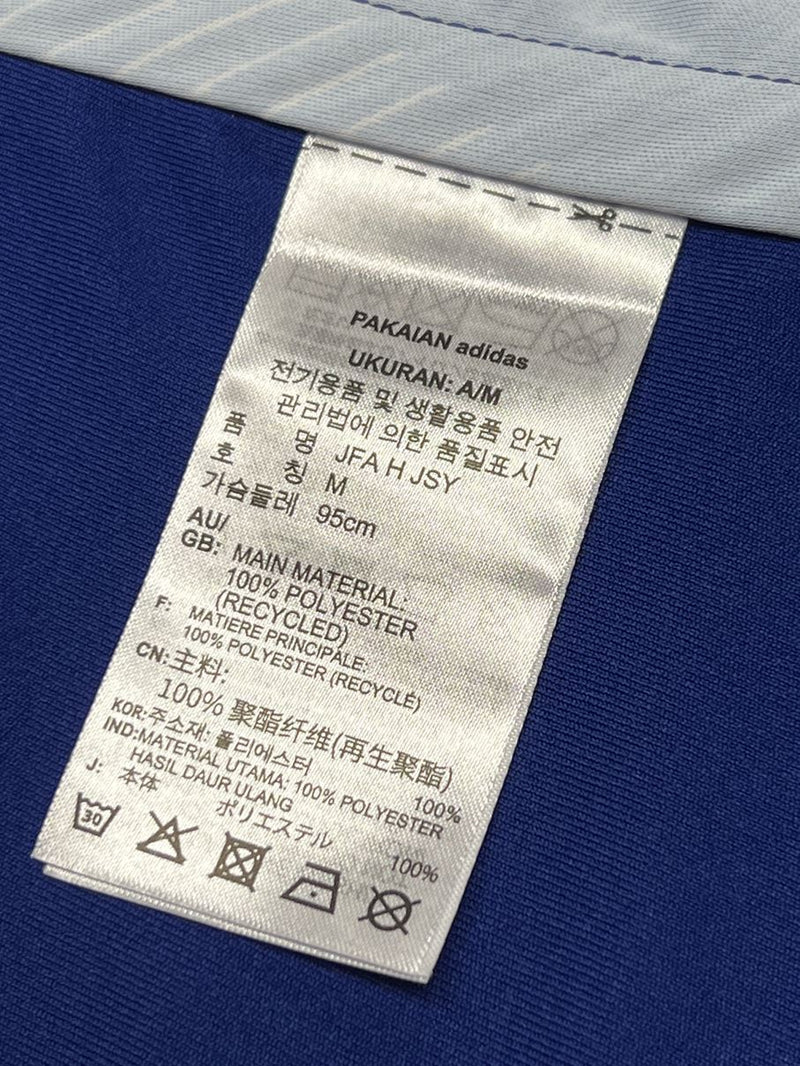 PAKAIAN adidas
UKURAN: A/M
전기용품 및 생활용품 안전
관리법에 의한 품질표시
품 명 JFA H JSY
호 칭 M
가슴둘레 95cm
AU/
GB: MAIN MATERIAL:
100% POLYESTER
(RECYCLED)
F: MATIERE PRINCIPALE:
100% POLYESTER (RECYCLÉ)
CN:主料:
100% 聚酯纤维(再生聚酯)
KOR:주소재: 폴리에스터 100%
IND:MATERIAL UTAMA: 100% POLYESTER
HASIL DAUR ULANG
J: 本体
ポリエステル 100%
30